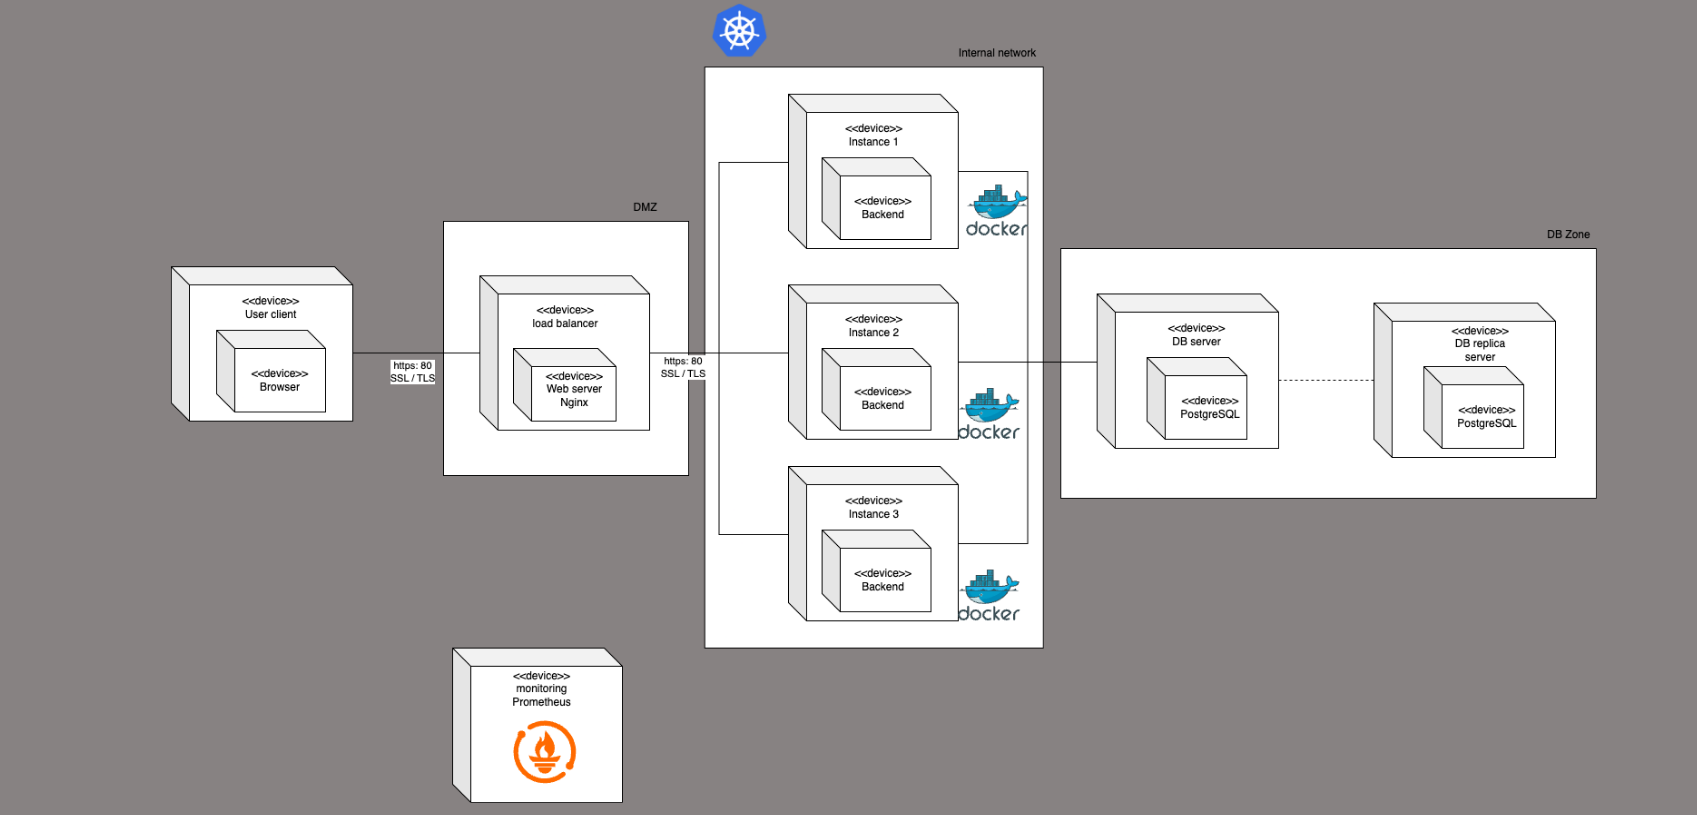 Internal network
<<device>>
Instance 1
<<device>>
Backend
docker
DMZ
DB Zone
<<device>>
User client
<<device>>
Browser
https: 80
SSL / TLS
<<device>>
load balancer
<<device>>
Web server
Nginx
https: 80
SSL / TLS
<<device>>
Instance 2
<<device>>
Backend
docker
<<device>>
DB server
<<device>>
PostgreSQL
<<device>>
DB replica
server
<<device>>
PostgreSQL
<<device>>
Instance 3
<<device>>
Backend
docker
<<device>>
monitoring
Prometheus